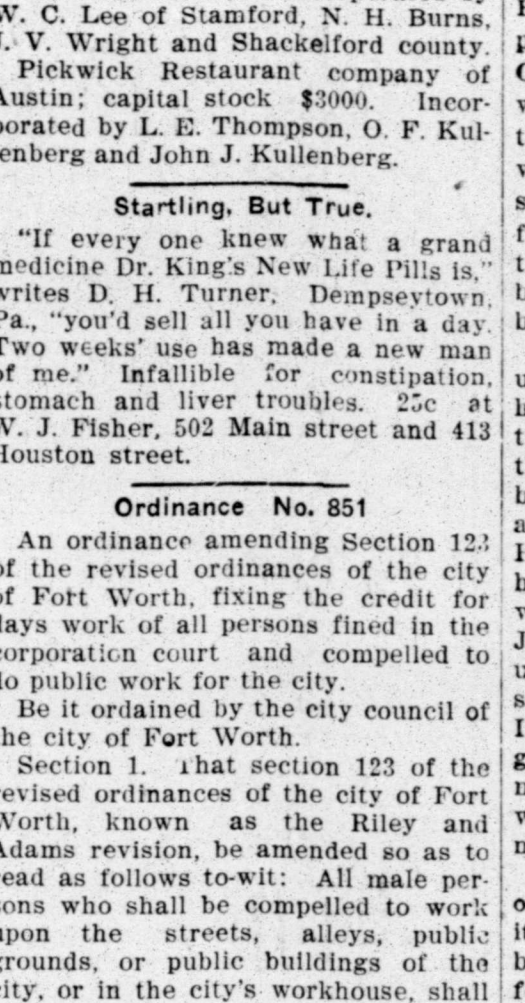 W. C. Lee of Stamford, N. H. Burns,
J. V. Wright and Shackelford county.
Pickwick Restaurant company of
Austin; capital stock $3000. Incor-
porated by L. E. Thompson, O. F. Kul-
enberg and John J. Kullenberg.
Startling, But True.
"If every one knew what a grand
medicine Dr. King's New Life Pills is,"
writes D. H. Turner, Dempseytown,
Pa., "you'd sell all you have in a day.
Two weeks' use has made a new man
of me." Infallible for constipation,
stomach and liver troubles. 25c at
W. J. Fisher, 502 Main street and 413
Houston street.
Ordinance No. 851
An ordinance amending Section 123
of the revised ordinances of the city
of Fort Worth, fixing the credit for
days work of all persons fined in the
corporation court and compelled to
do public work for the city.
Be it ordained by the city council of
the city of Fort Worth.
Section 1. That section 123 of the
revised ordinances of the city of Fort
Worth, known as the Riley and
Adams revision, be amended so as to
read as follows to-wit: All male per-
sons who shall be compelled to work
upon the streets, alleys, public
grounds, or public buildings of the
city, or in the city's workhouse, shall